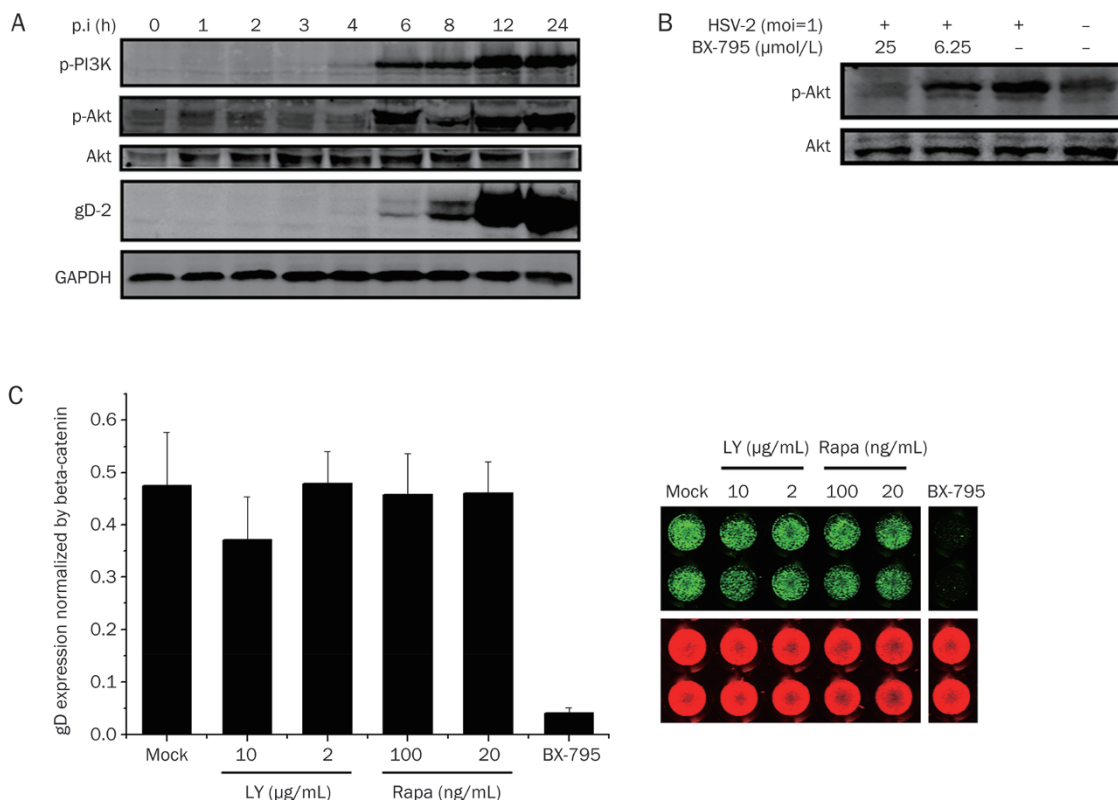 A
p.i (h) 0 1 2 3 4 6 8 12 24
p-PI3K
p-Akt
Akt
gD-2
GAPDH
B
HSV-2 (moi=1) + + + –
BX-795 (μmol/L) 25 6.25 – –
p-Akt
Akt
C
gD expression normalized by beta-catenin
0.6
0.5
0.4
0.3
0.2
0.1
0.0
Mock 10 2 100 20 BX-795
LY (μg/mL) Rapa (ng/mL)
LY (μg/mL) Rapa (ng/mL)
Mock 10 2 100 20 BX-795